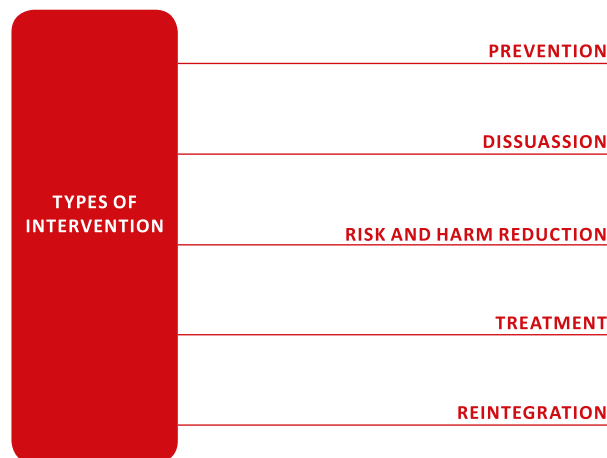 TYPES OF
INTERVENTION
PREVENTION
DISSUASSION
RISK AND HARM REDUCTION
TREATMENT
REINTEGRATION